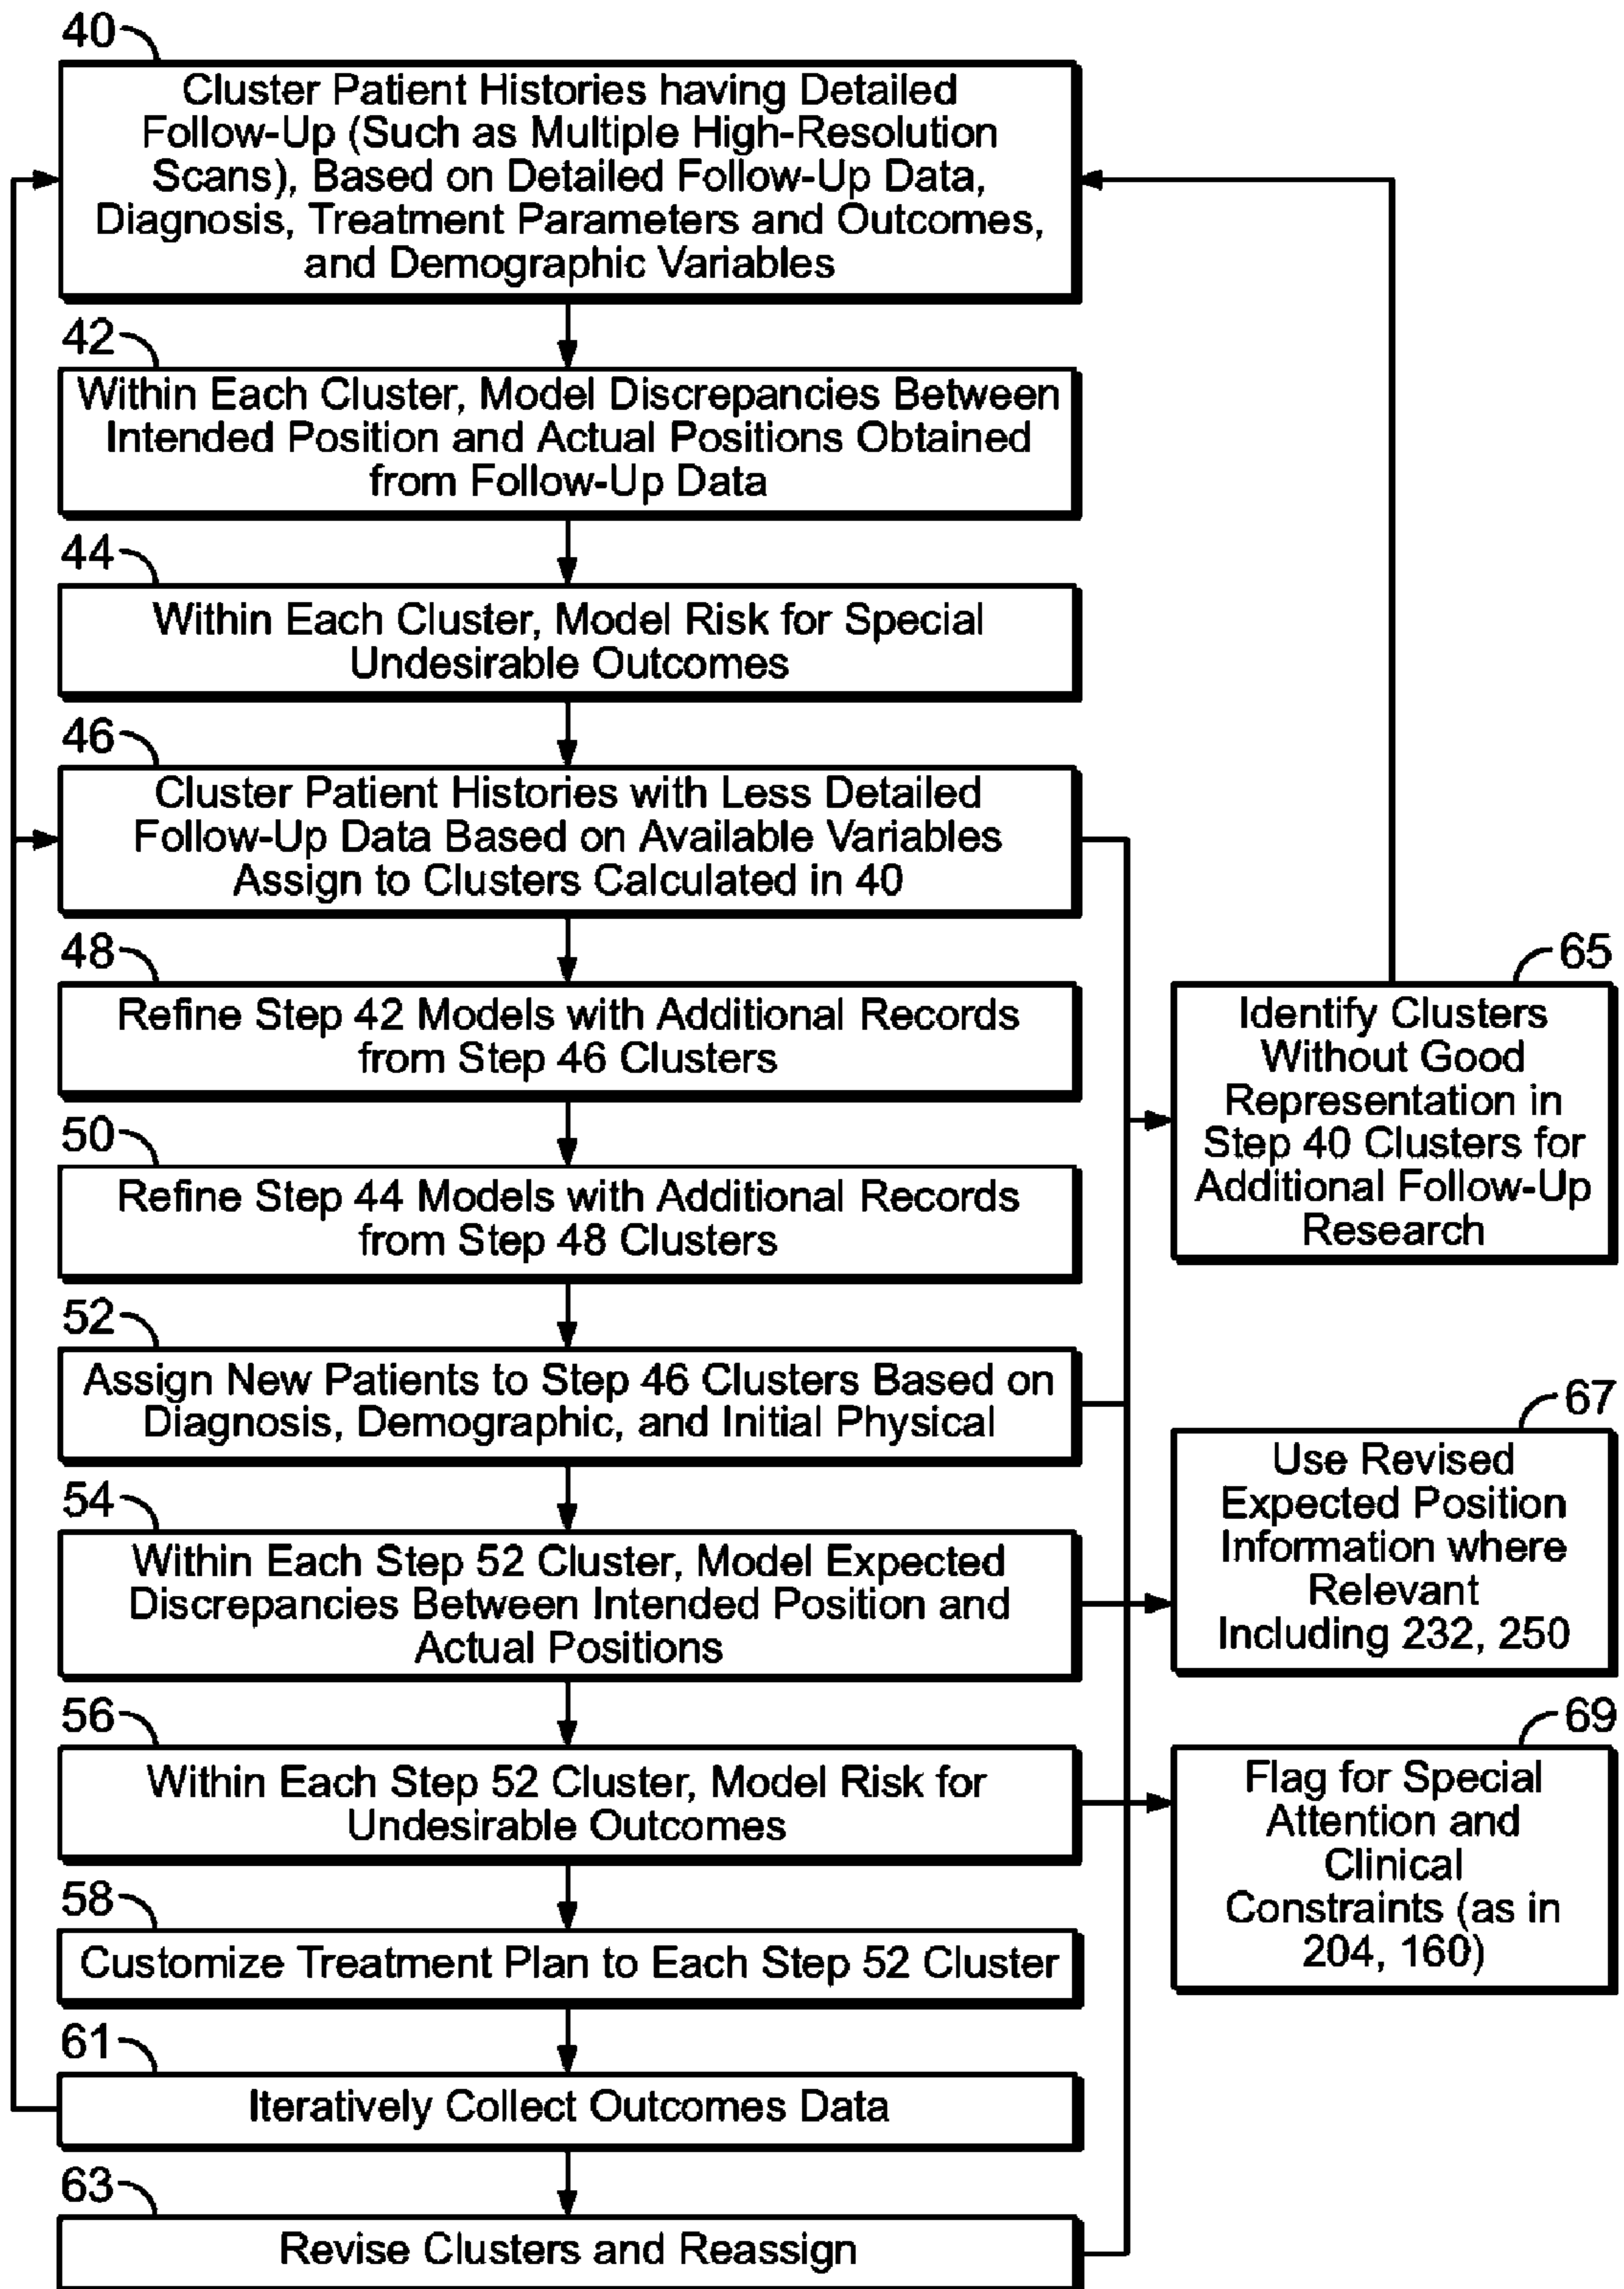 40
Cluster Patient Histories having Detailed
Follow-Up (Such as Multiple High-Resolution
Scans), Based on Detailed Follow-Up Data,
Diagnosis, Treatment Parameters and Outcomes,
and Demographic Variables
42
Within Each Cluster, Model Discrepancies Between
Intended Position and Actual Positions Obtained
from Follow-Up Data
44
Within Each Cluster, Model Risk for Special
Undesirable Outcomes
46
Cluster Patient Histories with Less Detailed
Follow-Up Data Based on Available Variables
Assign to Clusters Calculated in 40
48
Refine Step 42 Models with Additional Records
from Step 46 Clusters
50
Refine Step 44 Models with Additional Records
from Step 48 Clusters
52
Assign New Patients to Step 46 Clusters Based on
Diagnosis, Demographic, and Initial Physical
54
Within Each Step 52 Cluster, Model Expected
Discrepancies Between Intended Position and
Actual Positions
56
Within Each Step 52 Cluster, Model Risk for
Undesirable Outcomes
58
Customize Treatment Plan to Each Step 52 Cluster
61
Iteratively Collect Outcomes Data
63
Revise Clusters and Reassign
65
Identify Clusters
Without Good
Representation in
Step 40 Clusters for
Additional Follow-Up
Research
67
Use Revised
Expected Position
Information where
Relevant
Including 232, 250
69
Flag for Special
Attention and
Clinical
Constraints (as in
204, 160)